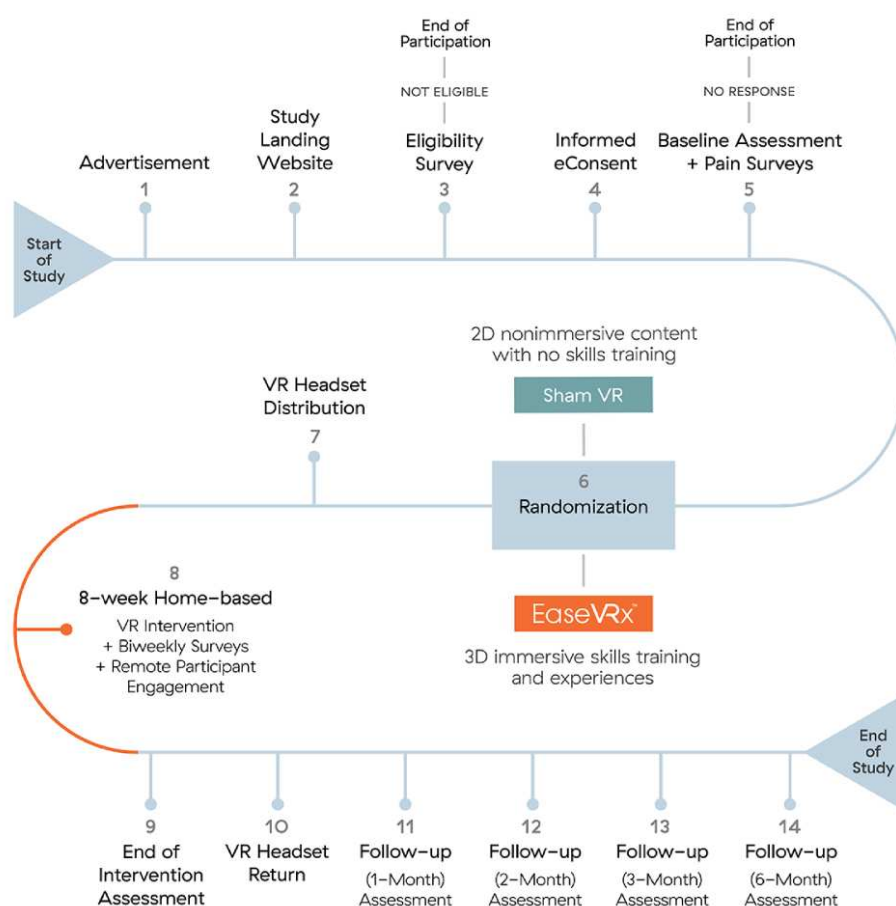 End of
Participation
NOT ELIGIBLE
End of
Participation
NO RESPONSE
Advertisement
1
Study
Landing
Website
2
Eligibility
Survey
3
Informed
eConsent
4
Baseline Assessment
+ Pain Surveys
5
Start
of
Study
2D nonimmersive content
with no skills training
Sham VR
6
Randomization
EaseVRx™
3D immersive skills training
and experiences
VR Headset
Distribution
7
8
8-week Home-based
VR Intervention
+ Biweekly Surveys
+ Remote Participant
Engagement
End
of
Study
9
End of
Intervention
Assessment
10
VR Headset
Return
11
Follow-up
(1-Month)
Assessment
12
Follow-up
(2-Month)
Assessment
13
Follow-up
(3-Month)
Assessment
14
Follow-up
(6-Month)
Assessment